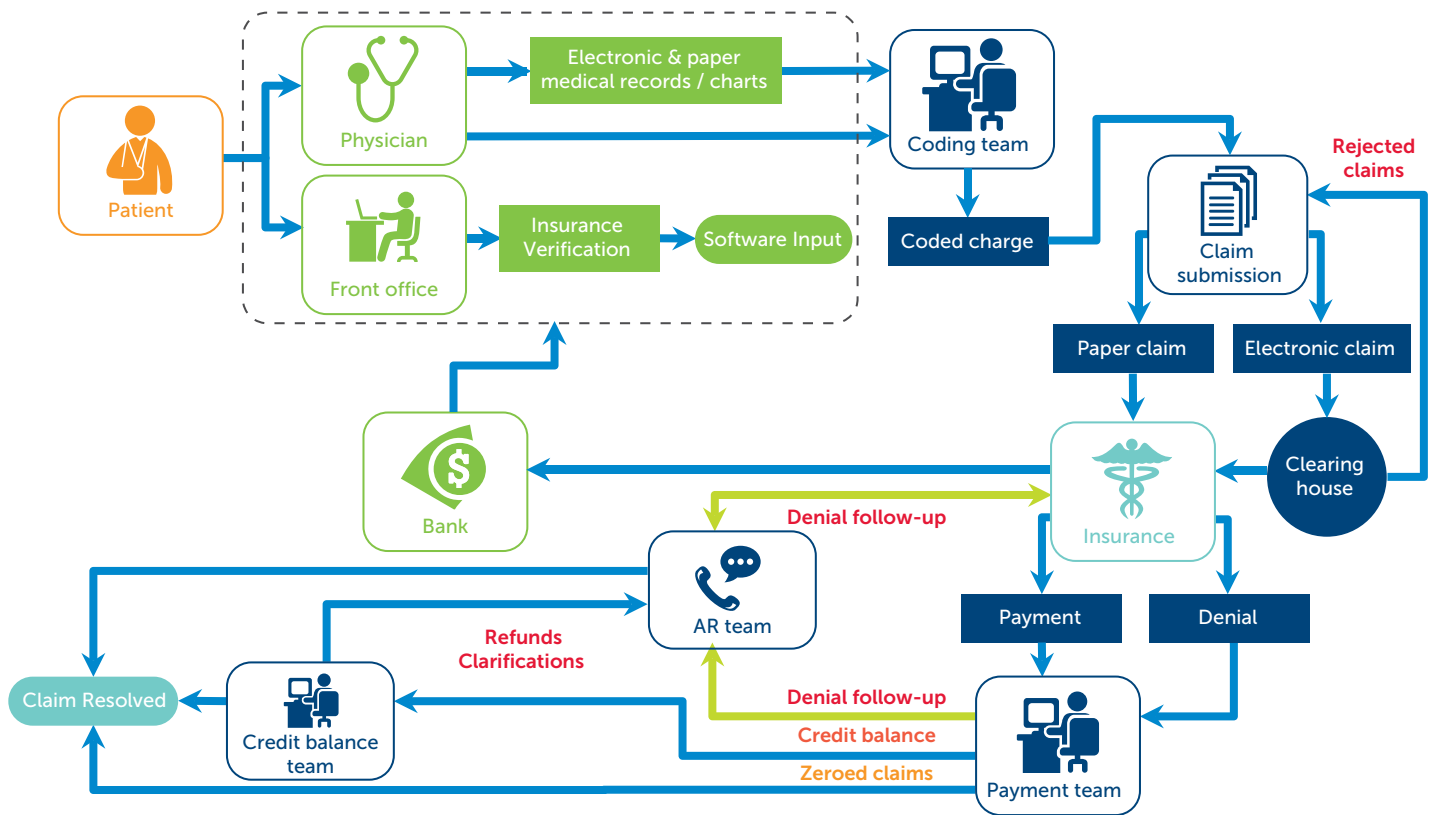 Electronic & paper
medical records / charts
Physician
Coding team
Patient
Rejected
claims
Insurance
Verification
Software Input
Coded charge
Front office
Claim
submission
Paper claim
Electronic claim
Clearing
house
Bank
Denial follow-up
Insurance
AR team
Payment
Denial
Refunds
Clarifications
Claim Resolved
Denial follow-up
Credit balance
team
Credit balance
Zeroed claims
Payment team